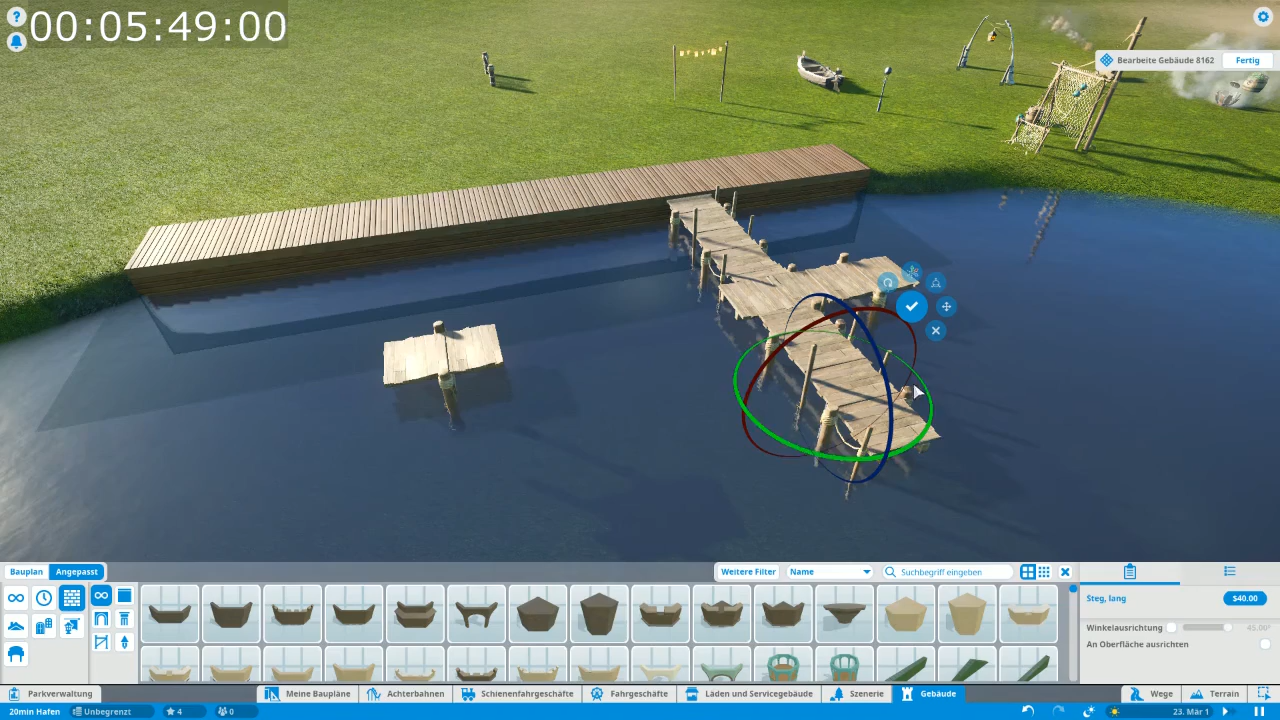 00:05:49:00
Bearbeite Gebäude 8162
Fertig
Bauplan
Angepasst
Weitere Filter
Name
Suchbegriff eingeben
Steg, lang
$40.00
Winkelausrichtung
45.00°
An Oberfläche ausrichten
Parkverwaltung
Meine Baupläne
Achterbahnen
Schienenfahrgeschäfte
Fahrgeschäfte
Läden und Servicegebäude
Szenerie
Gebäude
Wege
Terrain
20min Hafen
Unbegrenzt
4
0
23. Mär 1